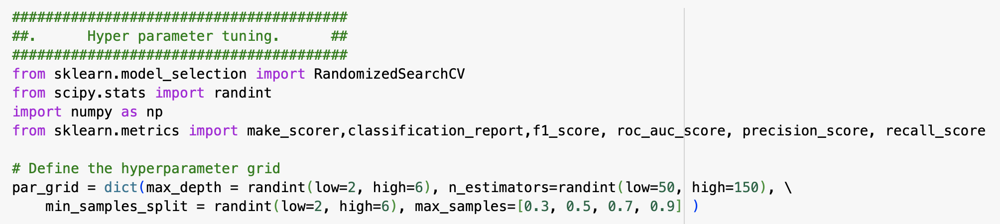 ########################################
##.      Hyper parameter tuning.      ##
########################################
from sklearn.model_selection import RandomizedSearchCV
from scipy.stats import randint
import numpy as np
from sklearn.metrics import make_scorer,classification_report,f1_score, roc_auc_score, precision_score, recall_score

# Define the hyperparameter grid
par_grid = dict(max_depth = randint(low=2, high=6), n_estimators=randint(low=50, high=150), \
    min_samples_split = randint(low=2, high=6), max_samples=[0.3, 0.5, 0.7, 0.9] )